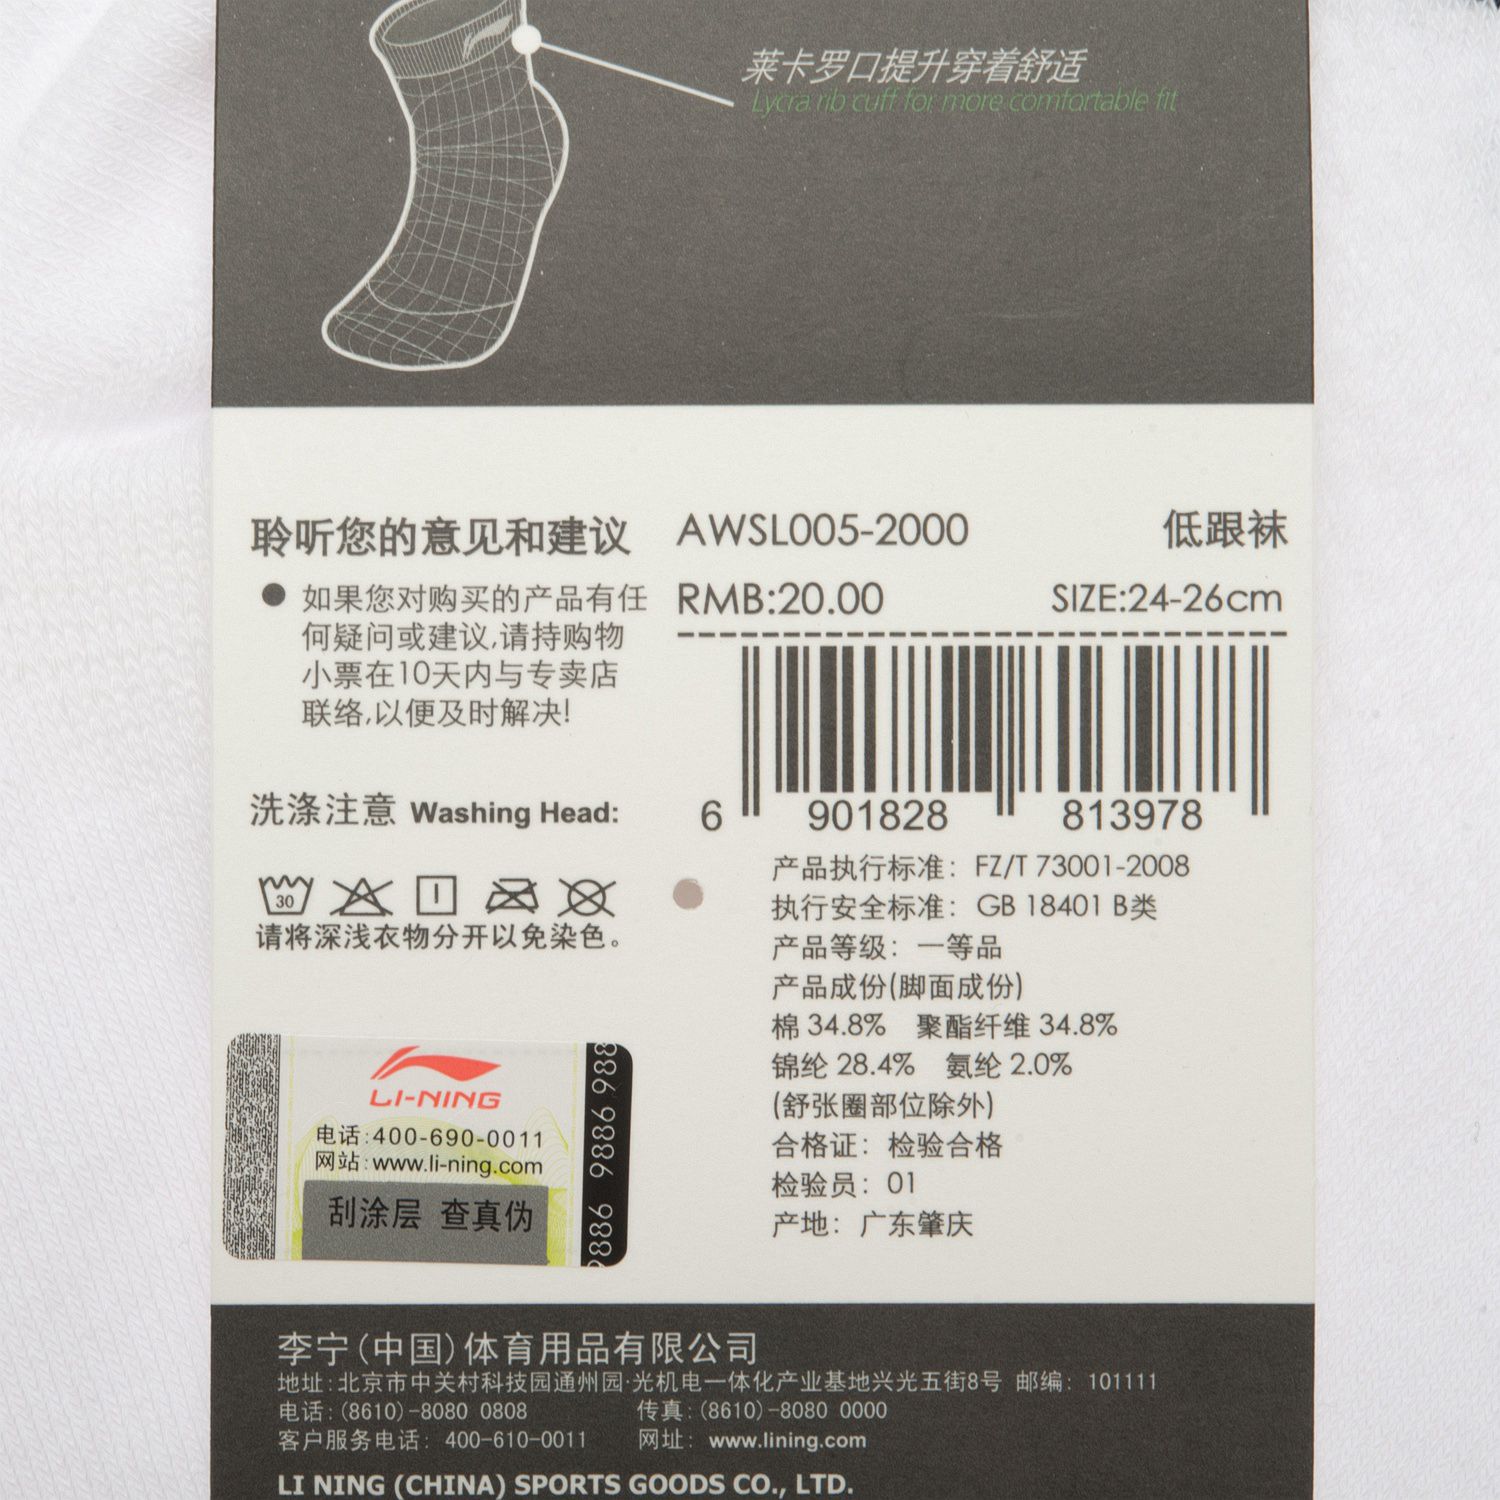 莱卡罗口提升穿着舒适
Lycra rib cuff for more comfortable fit
聆听您的意见和建议
● 如果您对购买的产品有任
何疑问或建议,请持购物
小票在10天内与专卖店
联络,以便及时解决!
洗涤注意 Washing Head:
30
请将深浅衣物分开以免染色。
AWSL005-2000 低跟袜
RMB:20.00 SIZE:24-26cm
6 901828 813978
产品执行标准: FZ/T 73001-2008
执行安全标准: GB 18401 B类
产品等级: 一等品
产品成份(脚面成份)
棉 34.8% 聚酯纤维 34.8%
锦纶 28.4% 氨纶 2.0%
(舒张圈部位除外)
合格证: 检验合格
检验员: 01
产地: 广东肇庆
LI-NING
电话:400-690-0011
网站:www.li-ning.com
刮涂层 查真伪
9886 9886 988
李宁(中国)体育用品有限公司
地址:北京市中关村科技园通州园·光机电一体化产业基地兴光五街8号 邮编: 101111
电话:(8610)-8080 0808 传真:(8610)-8080 0000
客户服务电话: 400-610-0011 网址: www.lining.com
LI NING (CHINA) SPORTS GOODS CO., LTD.